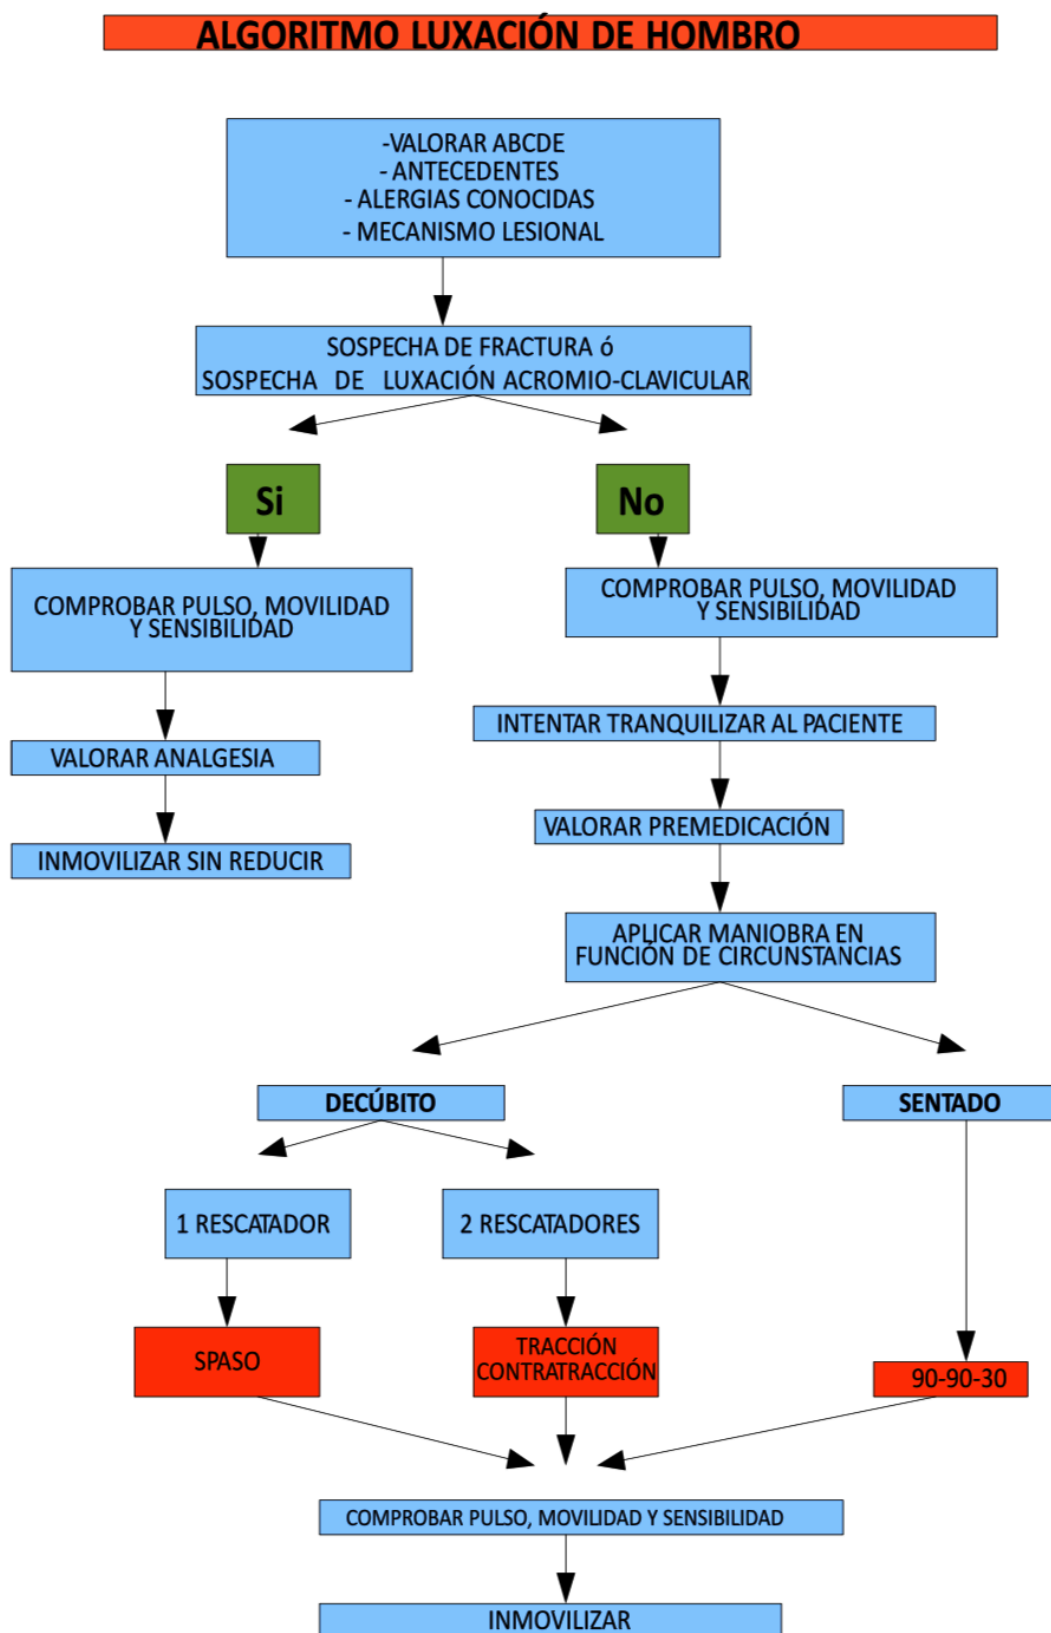 ALGORITMO LUXACIÓN DE HOMBRO
-VALORAR ABCDE
- ANTECEDENTES
- ALERGIAS CONOCIDAS
- MECANISMO LESIONAL
SOSPECHA DE FRACTURA ó
SOSPECHA DE LUXACIÓN ACROMIO-CLAVICULAR
Si
No
COMPROBAR PULSO, MOVILIDAD
Y SENSIBILIDAD
COMPROBAR PULSO, MOVILIDAD
Y SENSIBILIDAD
INTENTAR TRANQUILIZAR AL PACIENTE
VALORAR ANALGESIA
VALORAR PREMEDICACIÓN
INMOVILIZAR SIN REDUCIR
APLICAR MANIOBRA EN
FUNCIÓN DE CIRCUNSTANCIAS
DECÚBITO
SENTADO
1 RESCATADOR
2 RESCATADORES
SPASO
TRACCIÓN
CONTRATRACCIÓN
90-90-30
COMPROBAR PULSO, MOVILIDAD Y SENSIBILIDAD
INMOVILIZAR